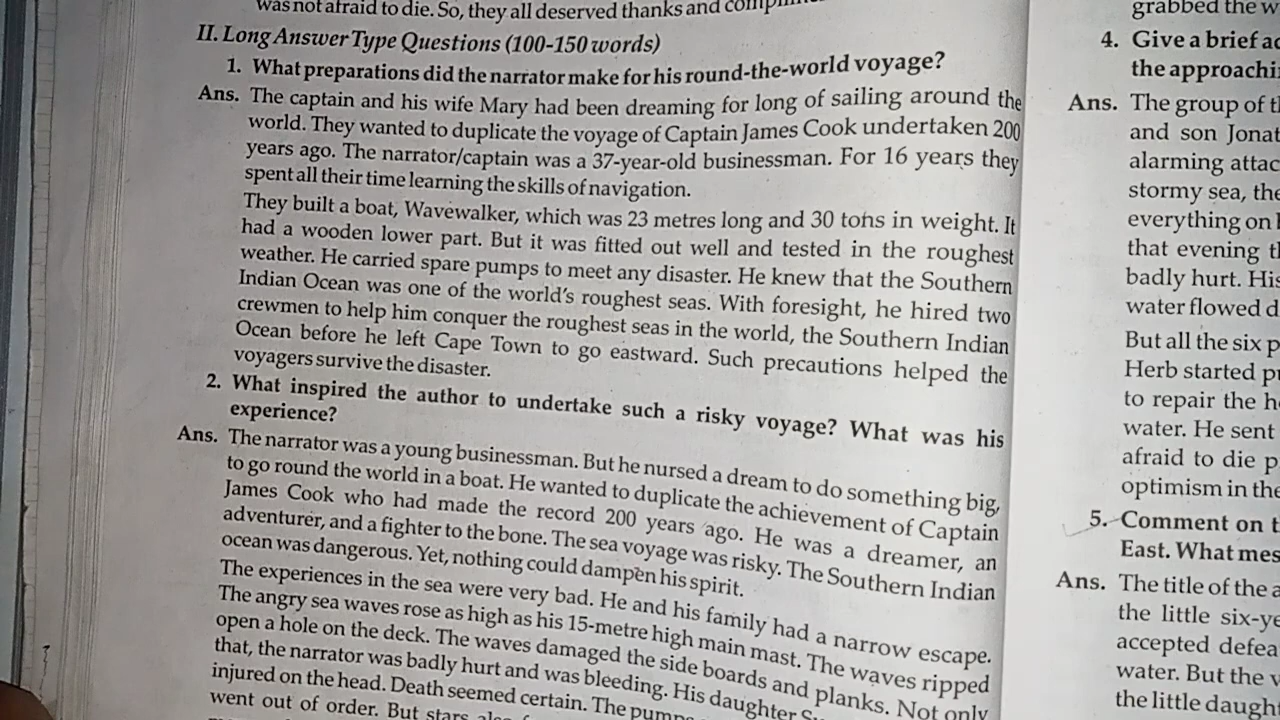 was not afraid to die. So, they all deserved thanks and
II. Long Answer Type Questions (100-150 words)
1. What preparations did the narrator make for his round-the-world voyage?
Ans. The captain and his wife Mary had been dreaming for long of sailing around the
world. They wanted to duplicate the voyage of Captain James Cook undertaken 200
years ago. The narrator/captain was a 37-year-old businessman. For 16 years they
spent all their time learning the skills of navigation.
They built a boat, Wavewalker, which was 23 metres long and 30 tons in weight. It
had a wooden lower part. But it was fitted out well and tested in the roughest
weather. He carried spare pumps to meet any disaster. He knew that the Southern
Indian Ocean was one of the world's roughest seas. With foresight, he hired two
crewmen to help him conquer the roughest seas in the world, the Southern Indian
Ocean before he left Cape Town to go eastward. Such precautions helped the
voyagers survive the disaster.
2. What inspired the author to undertake such a risky voyage? What was his
experience?
Ans. The narrator was a young businessman. But he nursed a dream to do something big,
to go round the world in a boat. He wanted to duplicate the achievement of Captain
James Cook who had made the record 200 years ago. He was a dreamer, an
adventurer, and a fighter to the bone. The sea voyage was risky. The Southern Indian
ocean was dangerous. Yet, nothing could dampen his spirit.
The experiences in the sea were very bad. He and his family had a narrow escape.
The angry sea waves rose as high as his 15-metre high main mast. The waves ripped
open a hole on the deck. The waves damaged the side boards and planks. Not only
that, the narrator was badly hurt and was bleeding. His daughter
injured on the head. Death seemed certain. The
went out of order. But stars
grabbed the
4. Give a brief
the
Ans. The group of
and son
alarming
stormy sea, the
everything on
that evening
badly hurt. His
water flowed
But all the six
Herb started
to repair the
water. He sent
afraid to die
optimism in the
5. Comment on
East. What
Ans. The title of the
the little
accepted
water. But the
the little